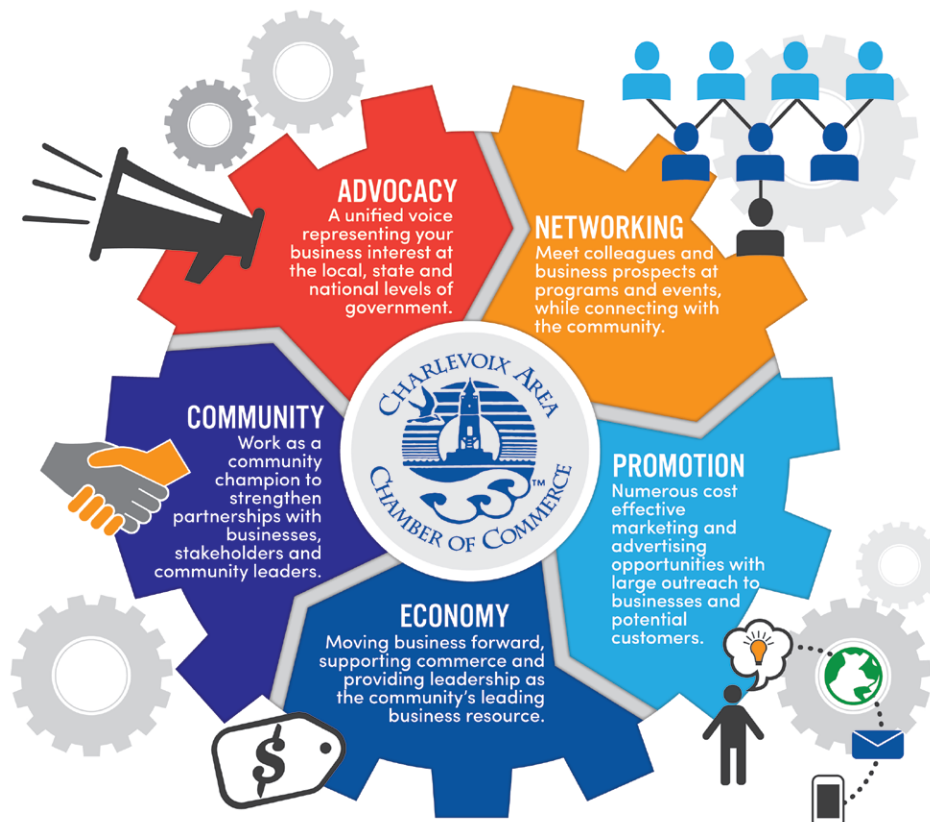 ADVOCACY
A unified voice
representing your
business interest at
the local, state and
national levels of
government.
NETWORKING
Meet colleagues and
business prospects at
programs and events,
while connecting with
the community.
COMMUNITY
Work as a
community
champion to
strengthen
partnerships with
businesses,
stakeholders and
community leaders.
CHARLEVOIX AREA
CHAMBER OF COMMERCE
TM
PROMOTION
Numerous cost
effective
marketing and
advertising
opportunities with
large outreach to
businesses and
potential
customers.
ECONOMY
Moving business forward,
supporting commerce and
providing leadership as
the community's leading
business resource.
$